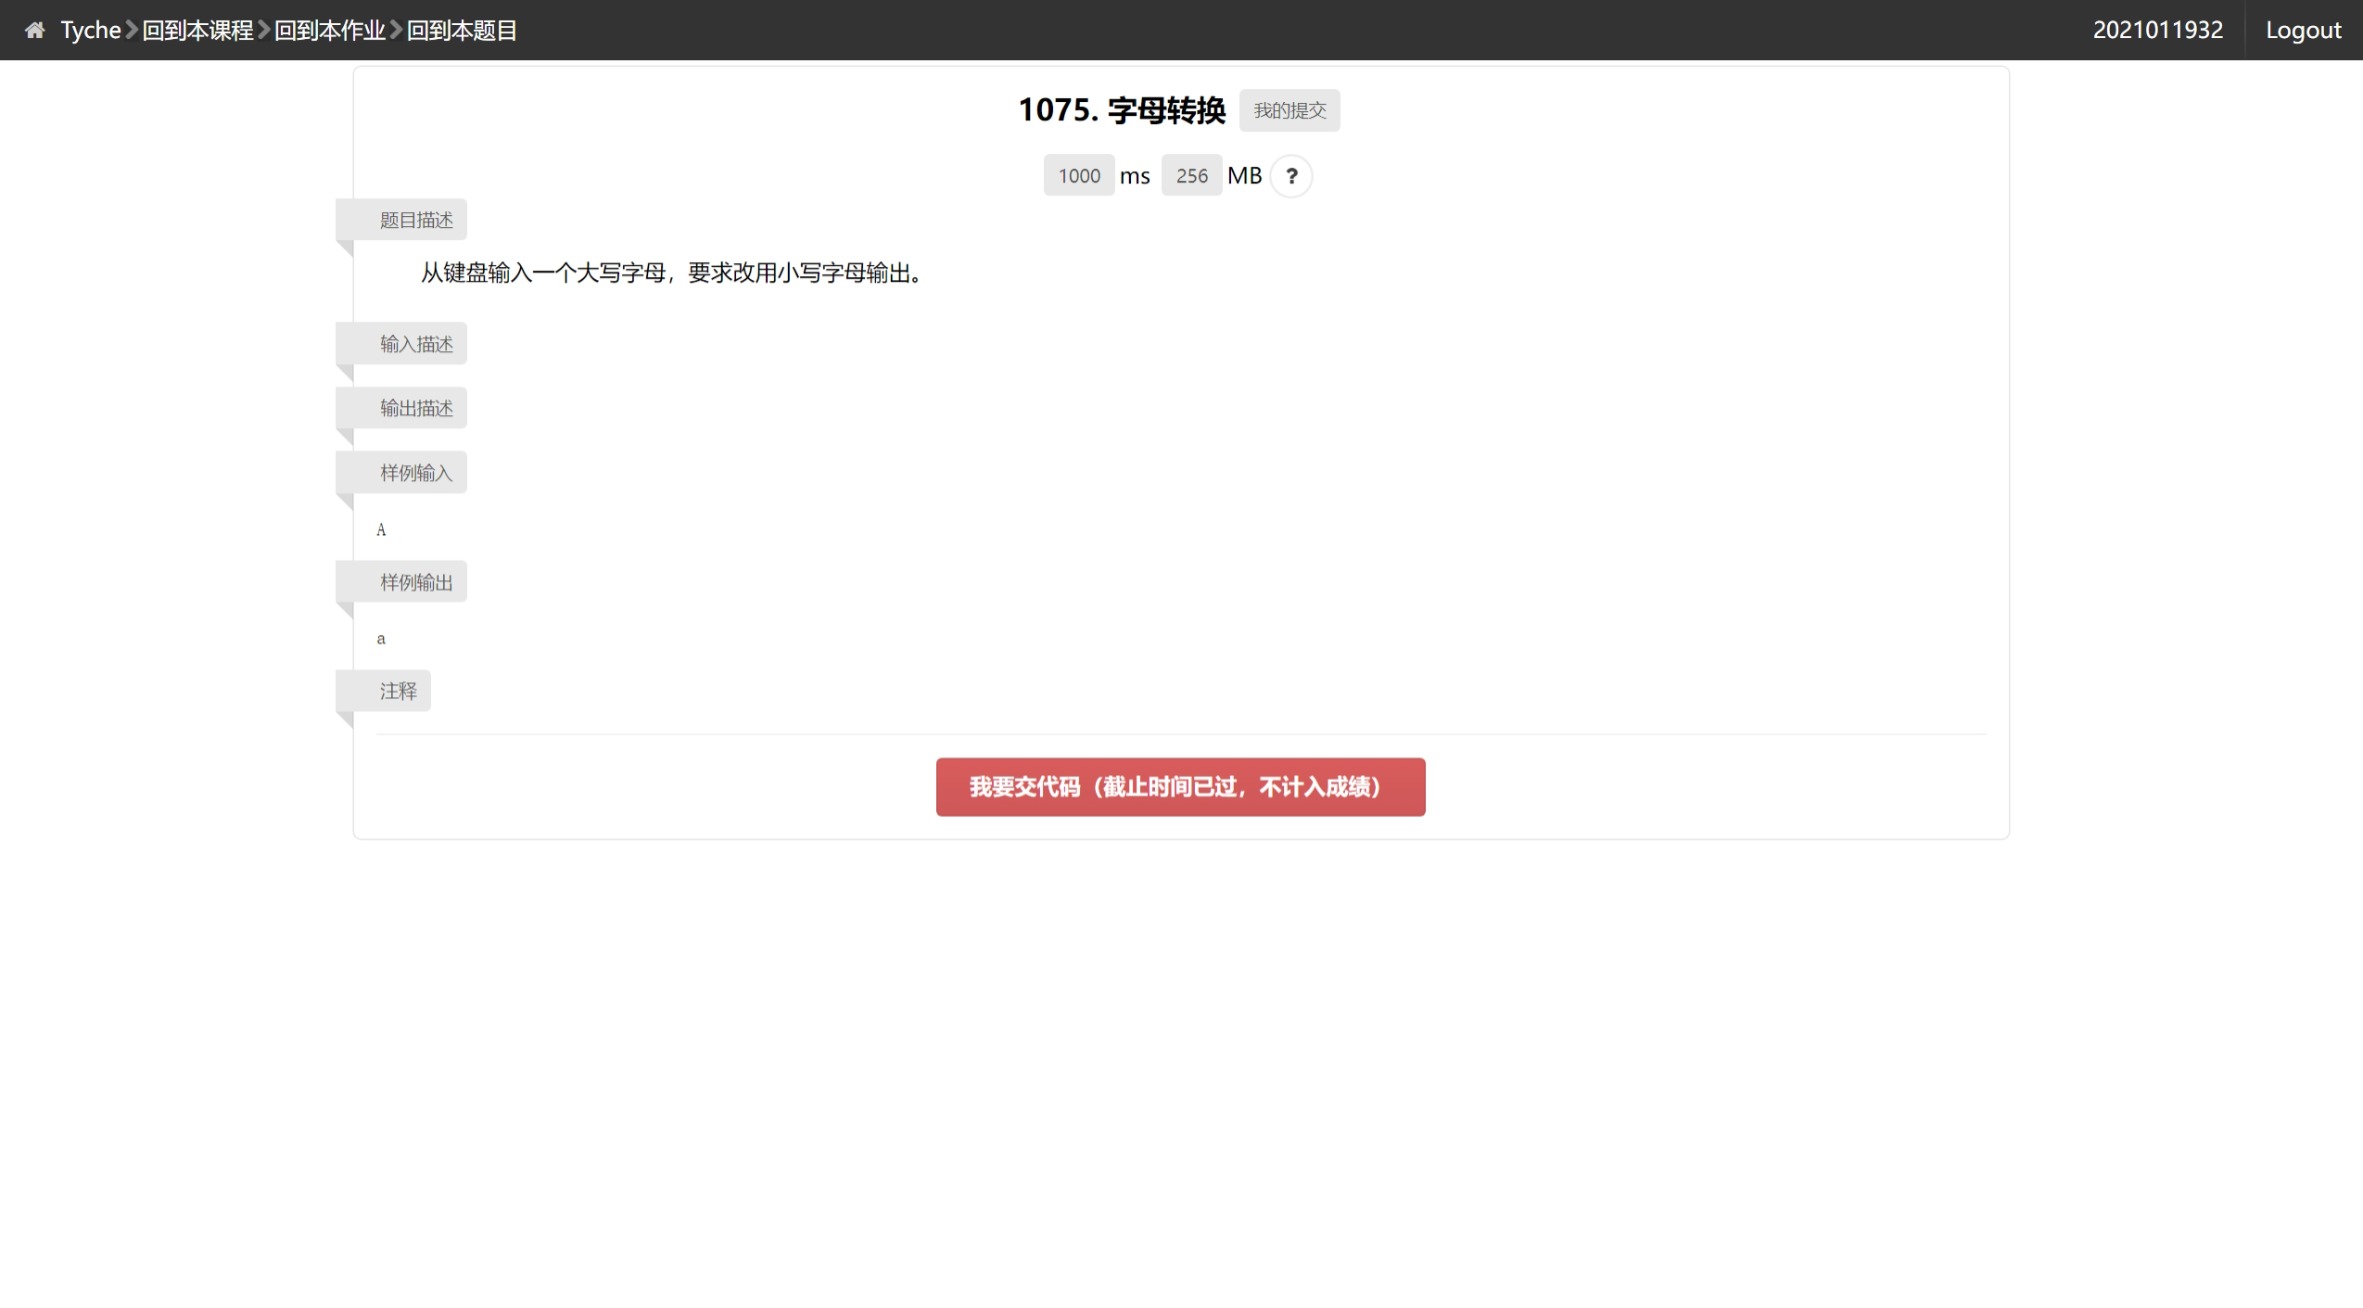 Tyche 回到本课程 回到本作业 回到本题目 2021011932 Logout
1075. 字母转换 我的提交
1000 ms 256 MB ?
题目描述
从键盘输入一个大写字母，要求改用小写字母输出。
输入描述
输出描述
样例输入
A
样例输出
a
注释
我要交代码（截止时间已过，不计入成绩）